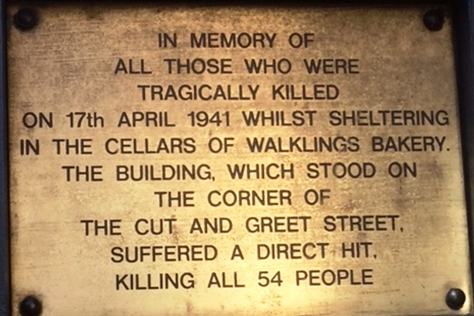 IN MEMORY OF
ALL THOSE WHO WERE
TRAGICALLY KILLED
ON 17th APRIL 1941 WHILST SHELTERING
IN THE CELLARS OF WALKLINGS BAKERY.
THE BUILDING, WHICH STOOD ON
THE CORNER OF
THE CUT AND GREET STREET,
SUFFERED A DIRECT HIT,
KILLING ALL 54 PEOPLE